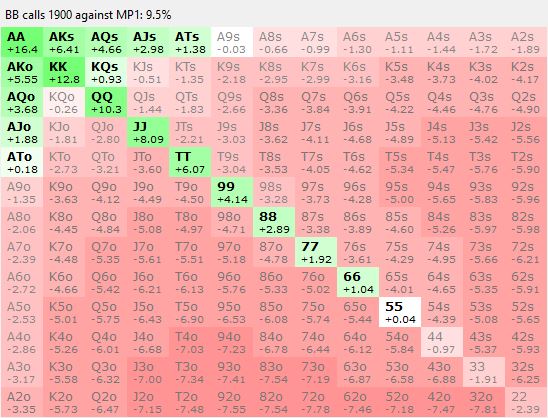 BB calls 1900 against MP1: 9.5%
AA AKs AQs AJs ATs A9s A8s A7s A6s A5s A4s A3s A2s
+16.4 +6.41 +4.66 +2.98 +1.38 -0.03 -0.66 -0.99 -1.30 -1.11 -1.44 -1.72 -1.89
AKo KK KQs KJs KTs K9s K8s K7s K6s K5s K4s K3s K2s
+5.55 +12.8 +0.93 -0.51 -1.35 -2.18 -2.95 -2.99 -3.16 -3.48 -3.73 -4.02 -4.17
AQo KQo QQ QJs QTs Q9s Q8s Q7s Q6s Q5s Q4s Q3s Q2s
+3.68 -0.26 +10.3 -1.44 -1.83 -2.66 -3.36 -3.84 -3.91 -4.22 -4.46 -4.76 -4.90
AJo KJo QJo JJ JTs J9s J8s J7s J6s J5s J4s J3s J2s
+1.88 -1.81 -2.80 +8.09 -2.21 -3.03 -3.62 -4.11 -4.68 -4.89 -5.13 -5.42 -5.56
ATo KTo QTo JTo TT T9s T8s T7s T6s T5s T4s T3s T2s
+0.18 -2.73 -3.21 -3.60 +6.07 -3.04 -3.53 -4.05 -4.62 -5.34 -5.47 -5.76 -5.90
A9o K9o Q9o J9o T9o 99 98s 97s 96s 95s 94s 93s 92s
-1.35 -3.63 -4.12 -4.49 -4.50 +4.14 -3.28 -3.73 -4.28 -5.00 -5.65 -5.83 -5.96
A8o K8o Q8o J8o T8o 98o 88 87s 86s 85s 84s 83s 82s
-2.06 -4.45 -4.84 -5.08 -4.97 -4.71 +2.89 -3.38 -3.89 -4.60 -5.26 -5.87 -5.98
A7o K7o Q7o J7o T7o 97o 87o 77 76s 75s 74s 73s 72s
-2.39 -4.48 -5.35 -5.61 -5.51 -5.18 -4.78 +1.92 -3.61 -4.29 -4.95 -5.66 -6.21
A6o K6o Q6o J6o T6o 96o 86o 76o 66 65s 64s 63s 62s
-2.72 -4.66 -5.42 -6.21 -6.13 -5.76 -5.33 -5.02 +1.04 -4.01 -4.65 -5.35 -5.91
A5o K5o Q5o J5o T5o 95o 85o 75o 65o 55 54s 53s 52s
-2.53 -5.01 -5.75 -6.43 -6.90 -6.53 -6.08 -5.74 -5.44 +0.04 -4.39 -5.08 -5.65
A4o K4o Q4o J4o T4o 94o 84o 74o 64o 54o 44 43s 42s
-2.86 -5.26 -6.01 -6.68 -7.03 -7.23 -6.78 -6.44 -6.12 -5.84 -0.97 -5.37 -5.93
A3o K3o Q3o J3o T3o 93o 83o 73o 63o 53o 43o 33 32s
-3.17 -5.58 -6.32 -7.00 -7.34 -7.41 -7.54 -7.19 -6.87 -6.58 -6.88 -1.91 -6.25
A2o K2o Q2o J2o T2o 92o 82o 72o 62o 52o 42o 32o 22
-3.35 -5.73 -6.47 -7.15 -7.48 -7.55 -7.54 -7.78 -7.46 -7.18 -7.47 -7.81 -2.39